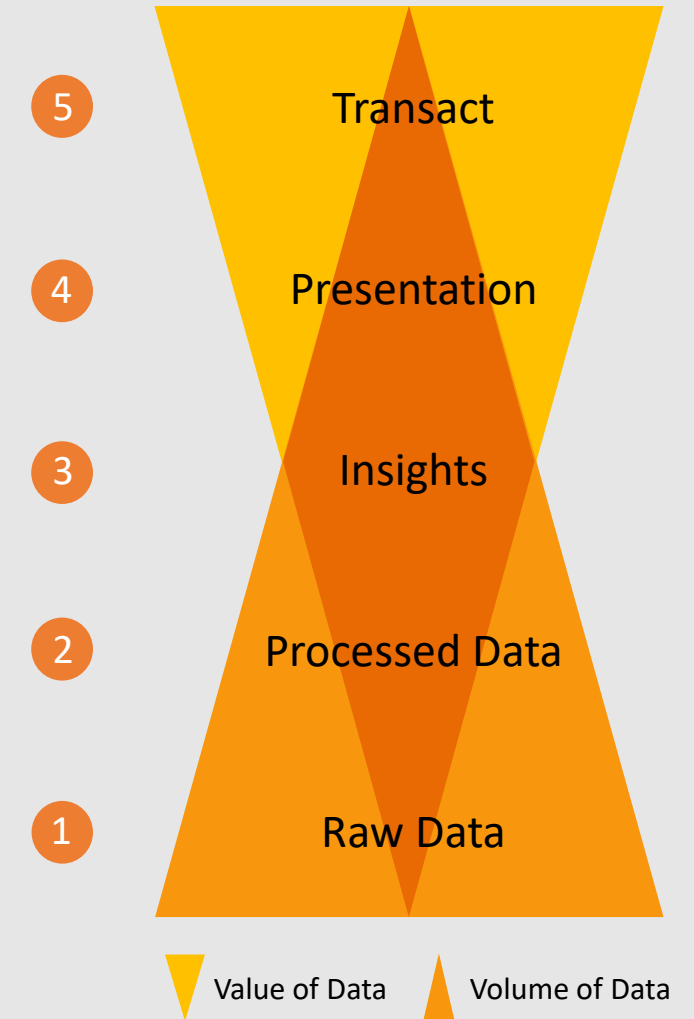 5
Transact
4
Presentation
3
Insights
2
Processed Data
1
Raw Data
Value of Data
Volume of Data